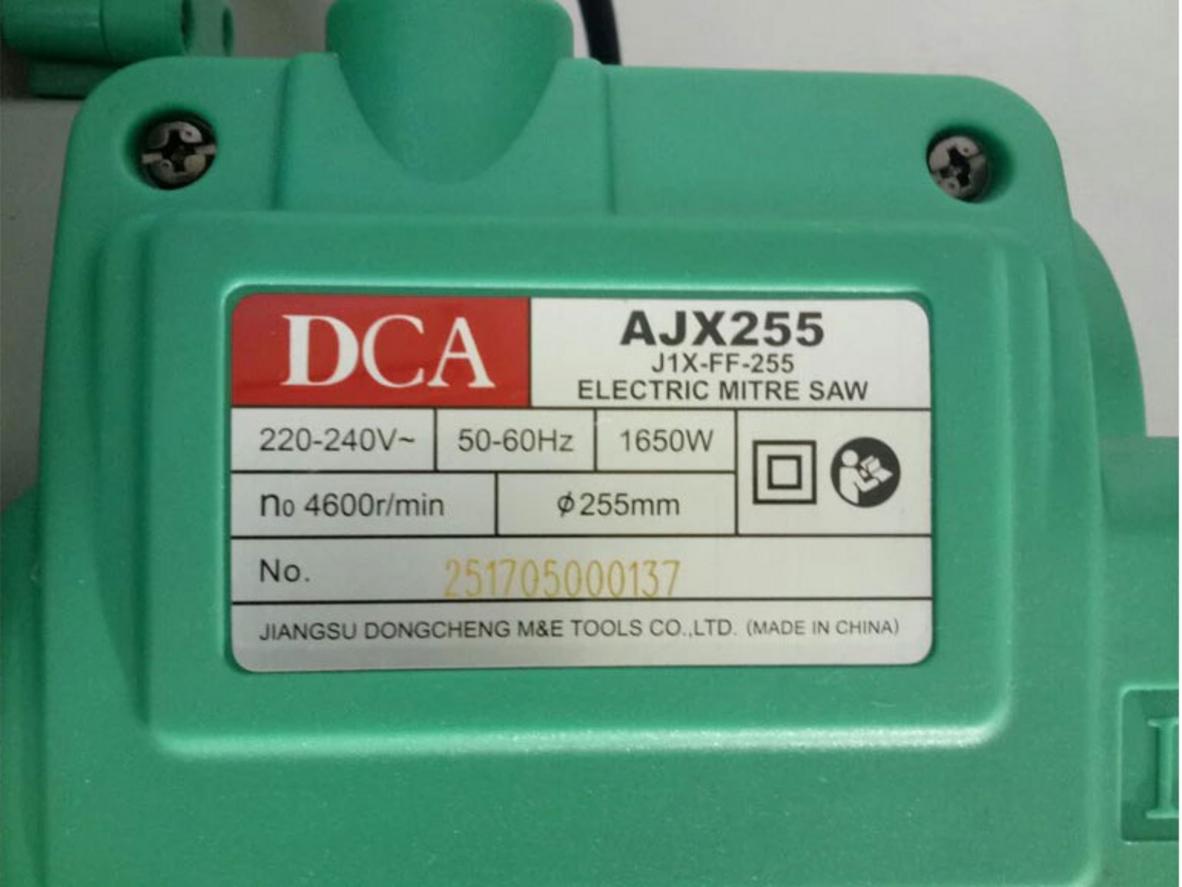 DCA
AJX255
J1X-FF-255
ELECTRIC MITRE SAW
220-240V~ 50-60Hz 1650W
n0 4600r/min ϕ255mm
No. 251705000137
JIANGSU DONGCHENG M&E TOOLS CO.,LTD. (MADE IN CHINA)